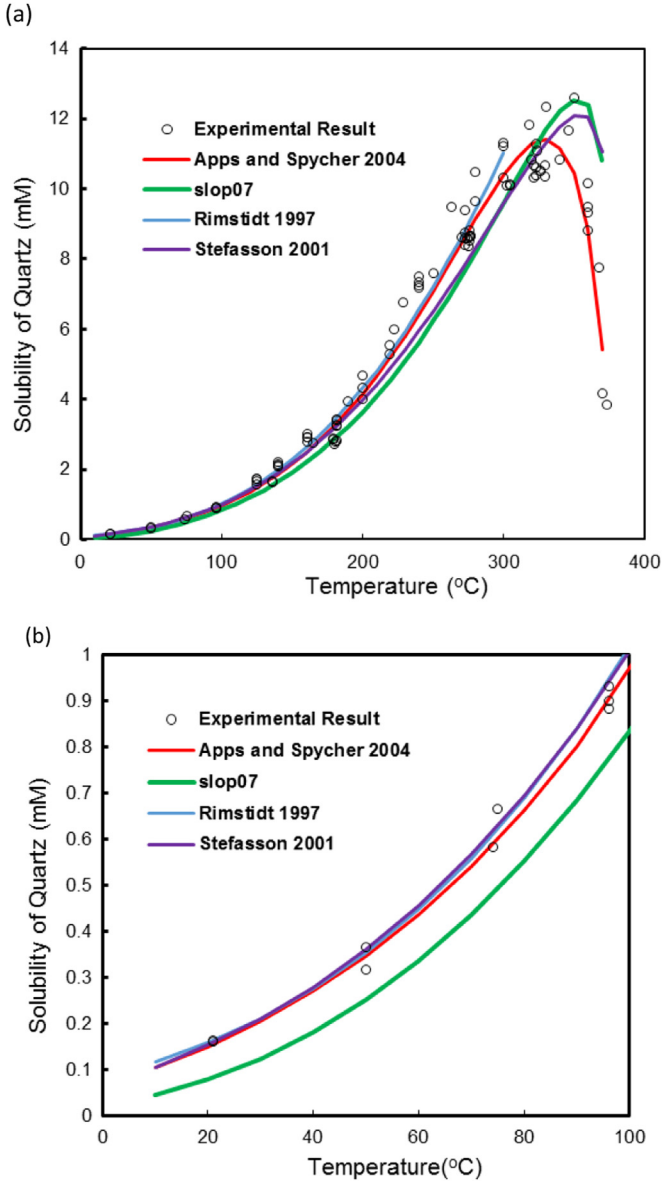 (a)
14
12
10
8
6
4
2
0
Solubility of Quartz (mM)
Experimental Result
Apps and Spycher 2004
slop07
Rimstidt 1997
Stefasson 2001
0
100
200
300
400
Temperature (°C)
(b)
1
0.9
0.8
0.7
0.6
0.5
0.4
0.3
0.2
0.1
0
Solubility of Quartz (mM)
Experimental Result
Apps and Spycher 2004
slop07
Rimstidt 1997
Stefasson 2001
0
20
40
60
80
100
Temperature(°C)